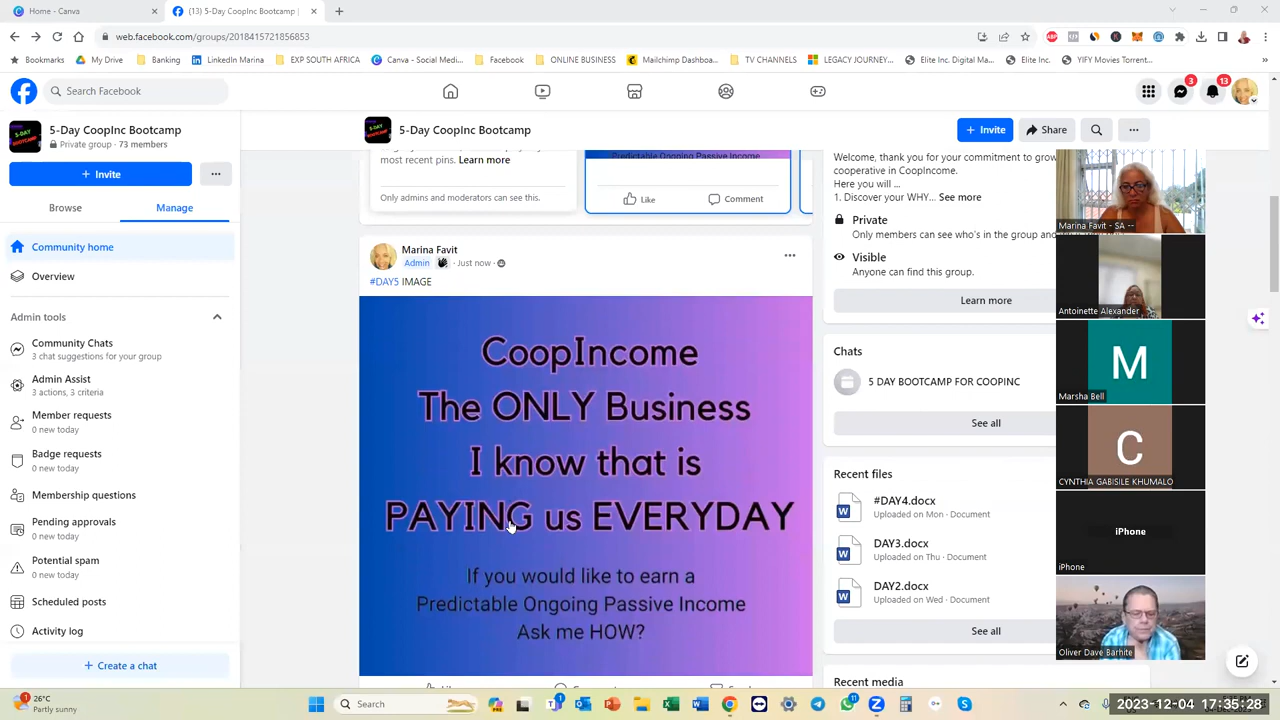 Home - Canva
(13) 5-Day CoopInc Bootcamp |
web.facebook.com/groups/2018415721856853
Bookmarks
My Drive
Banking
LinkedIn Marina
EXP SOUTH AFRICA
Canva - Social Med...
Facebook
ONLINE BUSINESS
Mailchimp Dashboa...
TV CHANNELS
LEGACY JOURNEY...
Elite Inc. Digital Ma...
Elite Inc.
YIFY Movies Torrent...
Search Facebook
3
13
5-Day CoopInc Bootcamp
Private group · 73 members
+ Invite
Browse
Manage
Community home
Overview
Admin tools
Community Chats
3 chat suggestions for your group
Admin Assist
3 actions, 3 criteria
Member requests
0 new today
Badge requests
0 new today
Membership questions
Pending approvals
0 new today
Potential spam
0 new today
Scheduled posts
Activity log
+ Create a chat
5-Day CoopInc Bootcamp
+ Invite
Share
most recent pins. Learn more
Only admins and moderators can see this.
Predictable Ongoing Passive Income
Like
Comment
Marina Favit
Admin · Just now ·
#DAY5 IMAGE
CoopIncome
The ONLY Business
I know that is
PAYING us EVERYDAY
If you would like to earn a
Predictable Ongoing Passive Income
Ask me HOW?
Welcome, thank you for your commitment to grow
cooperative in CoopIncome.
Here you will ...
1. Discover your WHY... See more
Private
Only members can see who's in the group and
Visible
Anyone can find this group.
Learn more
Chats
5 DAY BOOTCAMP FOR COOPINC
See all
Recent files
#DAY4.docx
Uploaded on Mon · Document
DAY3.docx
Uploaded on Thu · Document
DAY2.docx
Uploaded on Wed · Document
See all
Recent media
Marina Favit - SA --
Antoinette Alexander
M
Marsha Bell
C
CYNTHIA GABISILE KHUMALO
iPhone
iPhone
Oliver Dave Barhite
26°C
Partly sunny
Search
2023-12-04 17:35:28